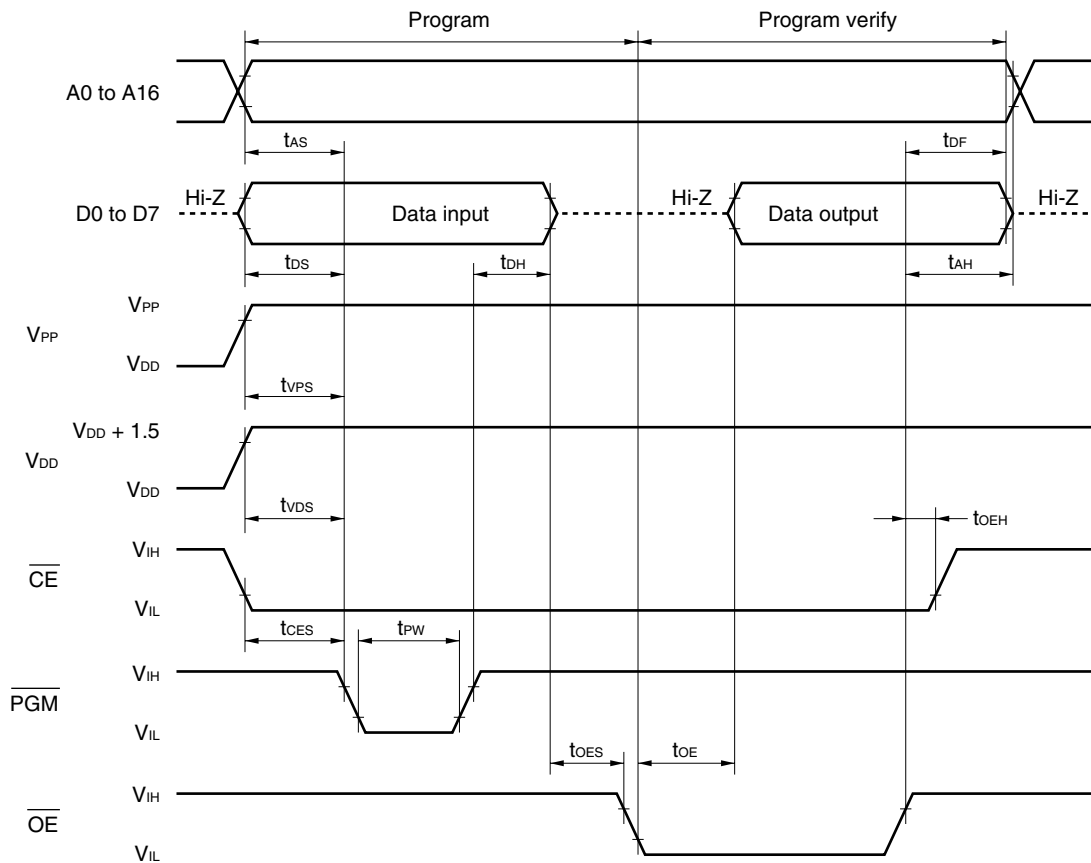 Program Program verify
A0 to A16
tAS tDF
Hi-Z Hi-Z Hi-Z
D0 to D7 Data input Data output
tDS tDH tAH
VPP
VPP
VDD
tVPS
VDD + 1.5
VDD
VDD
tVDS
tOEH
VIH
CE
VIL
tCES tPW
VIH
PGM
VIL
tOES tOE
VIH
OE
VIL